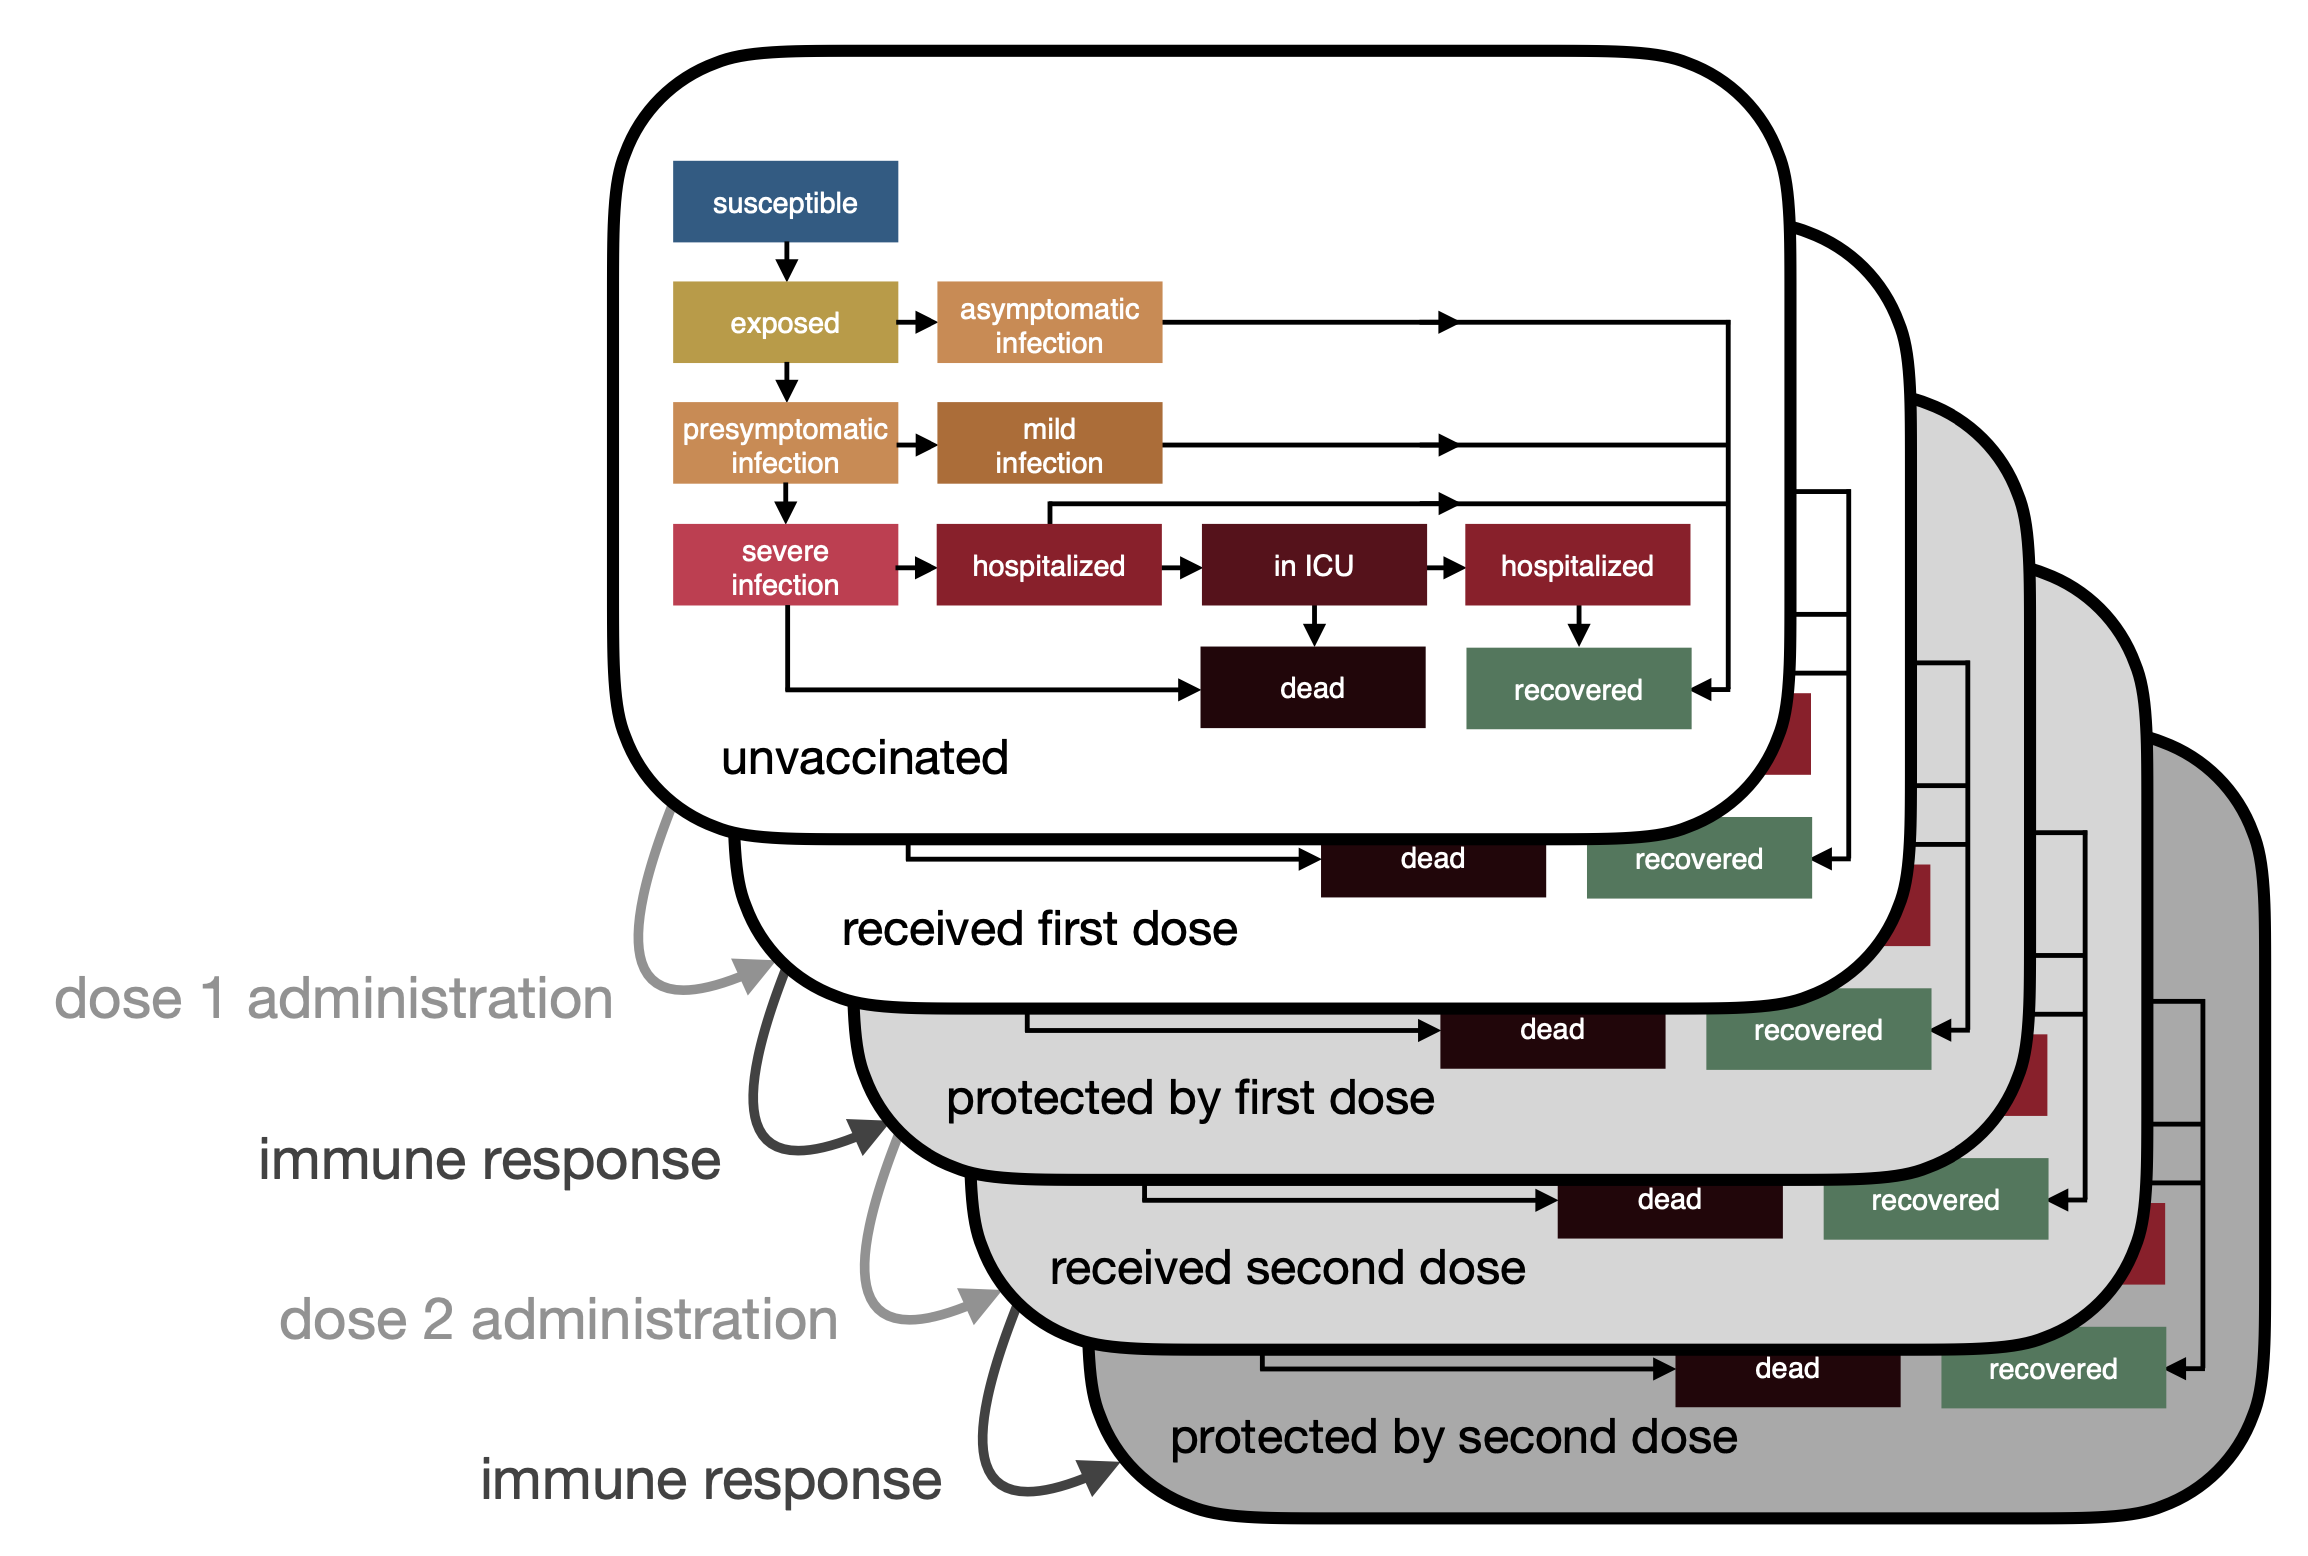 susceptible
exposed
asymptomatic
infection
presymptomatic
infection
mild
infection
severe
infection
hospitalized
in ICU
hospitalized
dead
recovered
unvaccinated
dead
recovered
received first dose
dose 1 administration
dead
recovered
protected by first dose
immune response
dead
recovered
received second dose
dose 2 administration
dead
recovered
protected by second dose
immune response